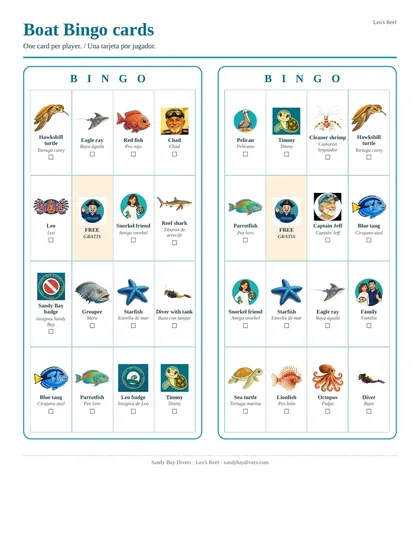 Boat Bingo cards
Leo's Reef
One card per player. / Una tarjeta por jugador.
B I N G O
Hawksbill turtle
Tortuga carey
Eagle ray
Raya águila
Red fish
Pez rojo
Chad
Chad
Leo
Leo
FREE
GRATIS
Snorkel friend
Amigo snorkel
Reef shark
Tiburón de arrecife
Sandy Bay badge
Insignia Sandy Bay
Grouper
Mero
Starfish
Estrella de mar
Diver with tank
Buzo con tanque
Blue tang
Cirujano azul
Parrotfish
Pez loro
Leo badge
Insignia de Leo
Timmy
Timmy
B I N G O
Pelican
Pelícano
Timmy
Timmy
Cleaner shrimp
Camarón limpiador
Hawksbill turtle
Tortuga carey
Parrotfish
Pez loro
FREE
GRATIS
Captain Jeff
Capitán Jeff
Blue tang
Cirujano azul
Snorkel friend
Amigo snorkel
Starfish
Estrella de mar
Eagle ray
Raya águila
Family
Familia
Sea turtle
Tortuga marina
Lionfish
Pez león
Octopus
Pulpo
Diver
Buzo
Sandy Bay Divers · Leo's Reef · sandybaydivers.com